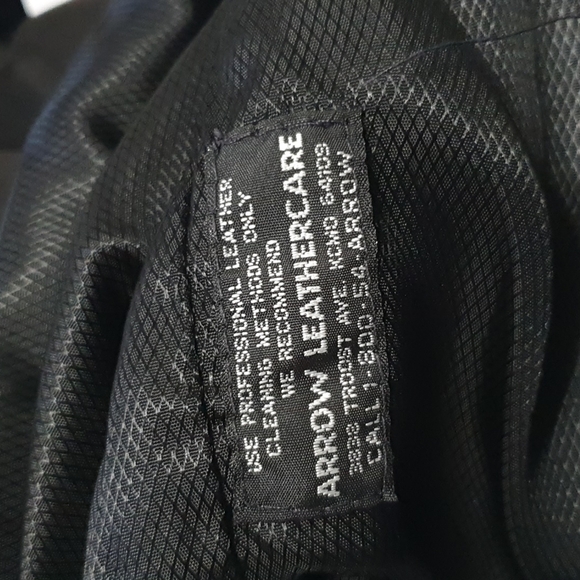 USE PROFESSIONAL LEATHER
CLEANING METHODS ONLY
WE RECOMMEND
ARROW LEATHERCARE
3838 TROOST AVE. KCMO 64109
CALL 1-800-54-ARROW